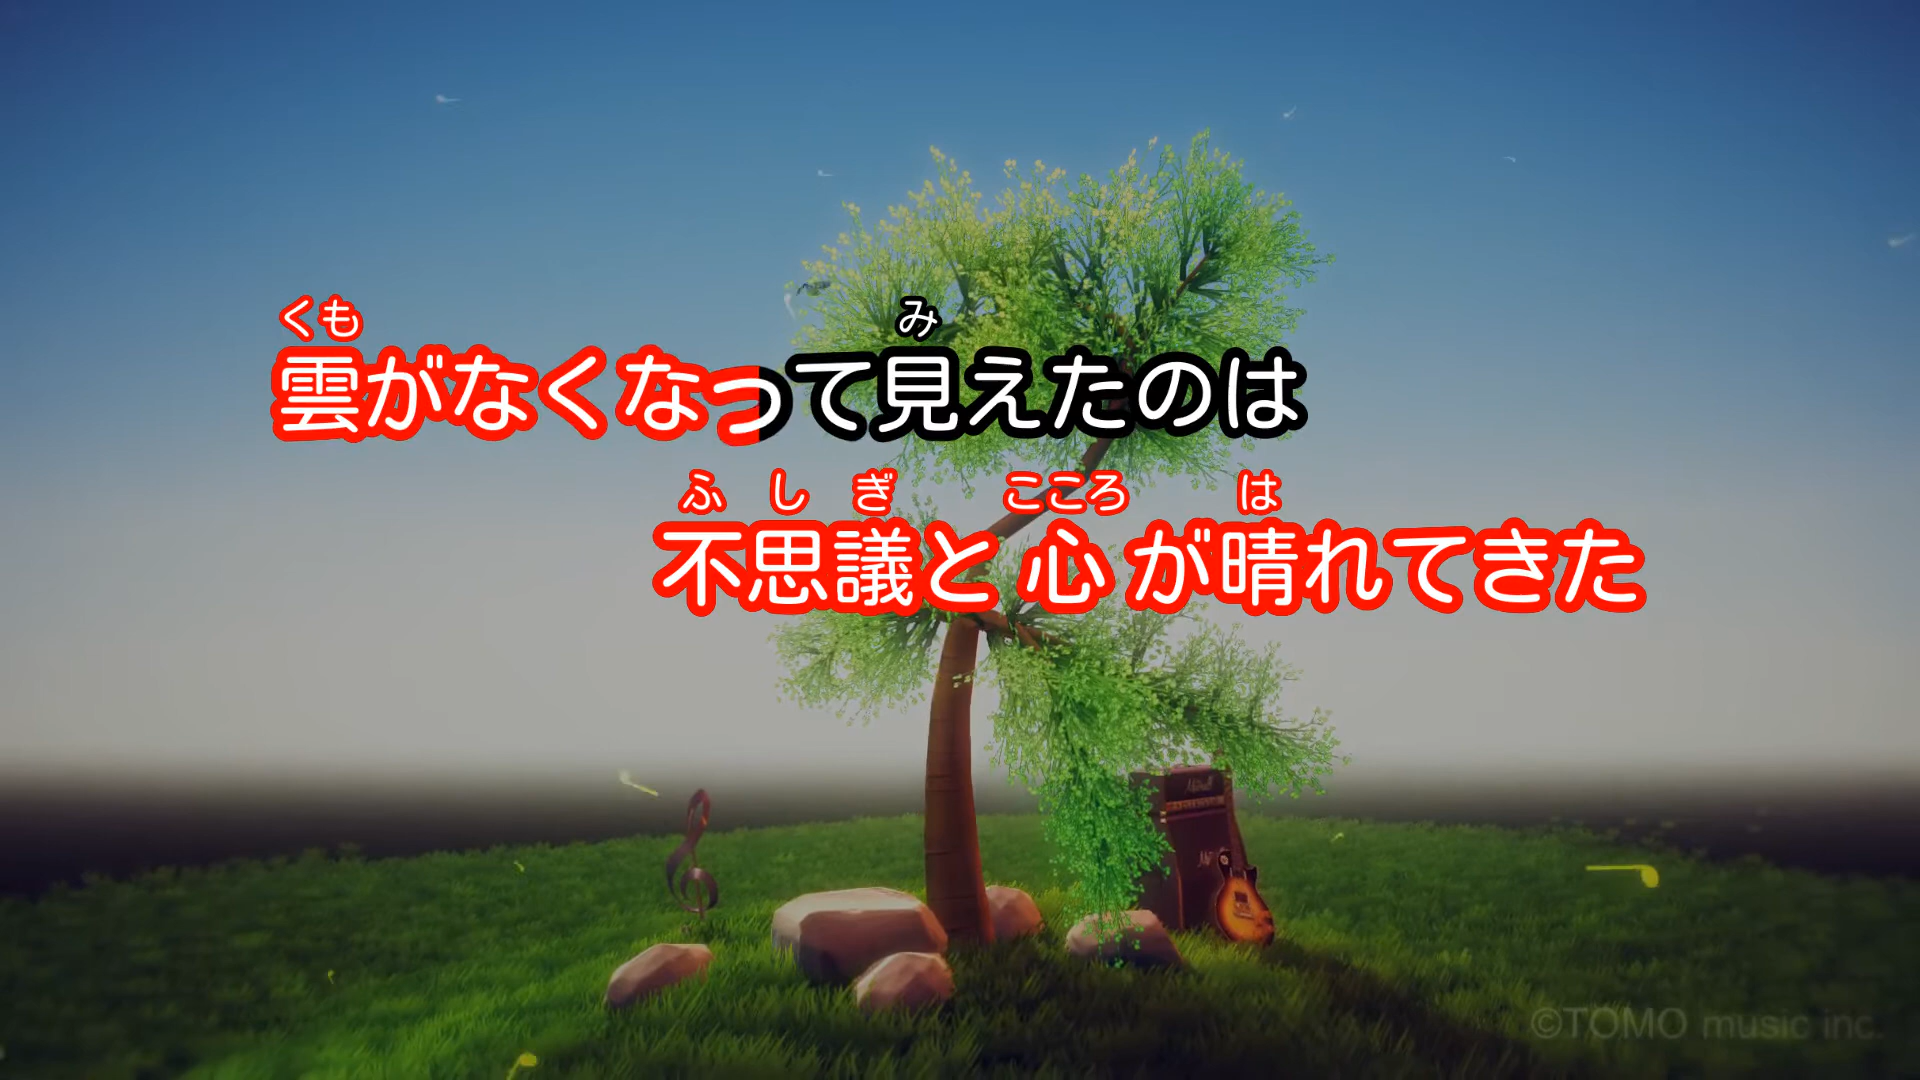 くも み
雲がなくなって見えたのは
ふ し ぎ こころ は
不思議と心が晴れてきた
©TOMO music inc.